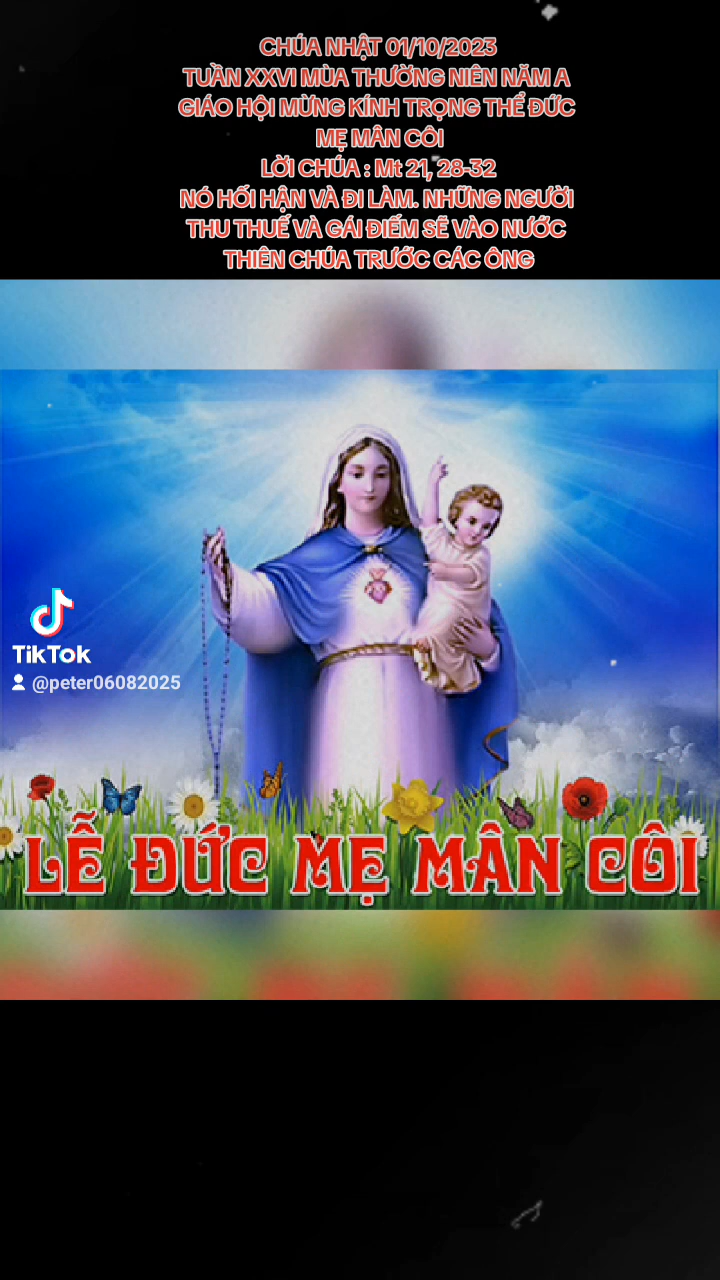 CHÚA NHẬT 01/10/2023
TUẦN XXVI MÙA THƯỜNG NIÊN NĂM A
GIÁO HỘI MỪNG KÍNH TRỌNG THỂ ĐỨC
MẸ MÂN CÔI
LỜI CHÚA : Mt 21, 28-32
NÓ HỐI HẬN VÀ ĐI LÀM. NHỮNG NGƯỜI
THU THUẾ VÀ GÁI ĐIẾM SẼ VÀO NƯỚC
THIÊN CHÚA TRƯỚC CÁC ÔNG
TikTok
@peter06082025
LỄ ĐỨC MẸ MÂN CÔI